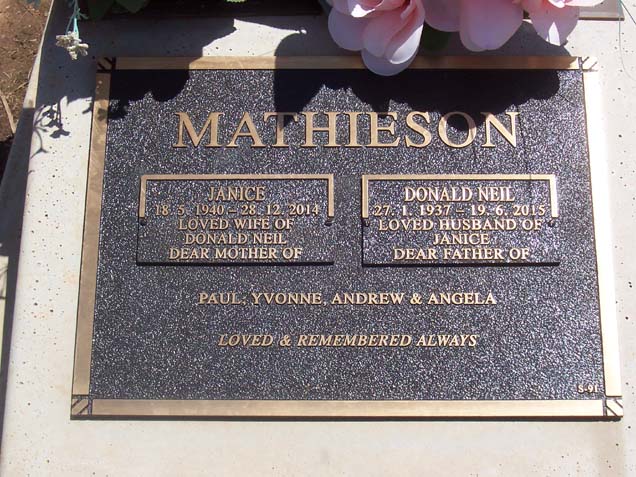 MATHIESON
JANICE
18. 5. 1940 – 28. 12. 2014
LOVED WIFE OF
DONALD NEIL
DEAR MOTHER OF
DONALD NEIL
27. 1. 1937 – 19. 6. 2015
LOVED HUSBAND OF
JANICE
DEAR FATHER OF
PAUL, YVONNE, ANDREW & ANGELA
LOVED & REMEMBERED ALWAYS
S-91